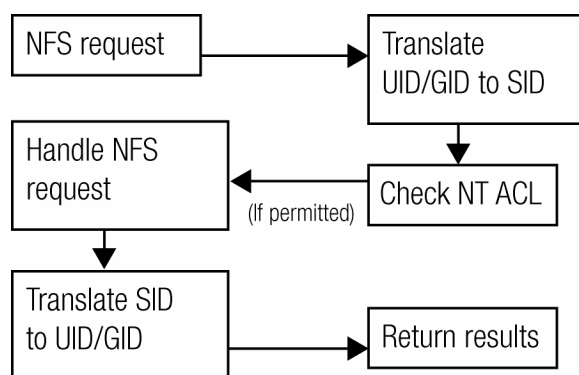 NFS request
Translate
UID/GID to SID
Handle NFS
request
(If permitted)
Check NT ACL
Translate SID
to UID/GID
Return results